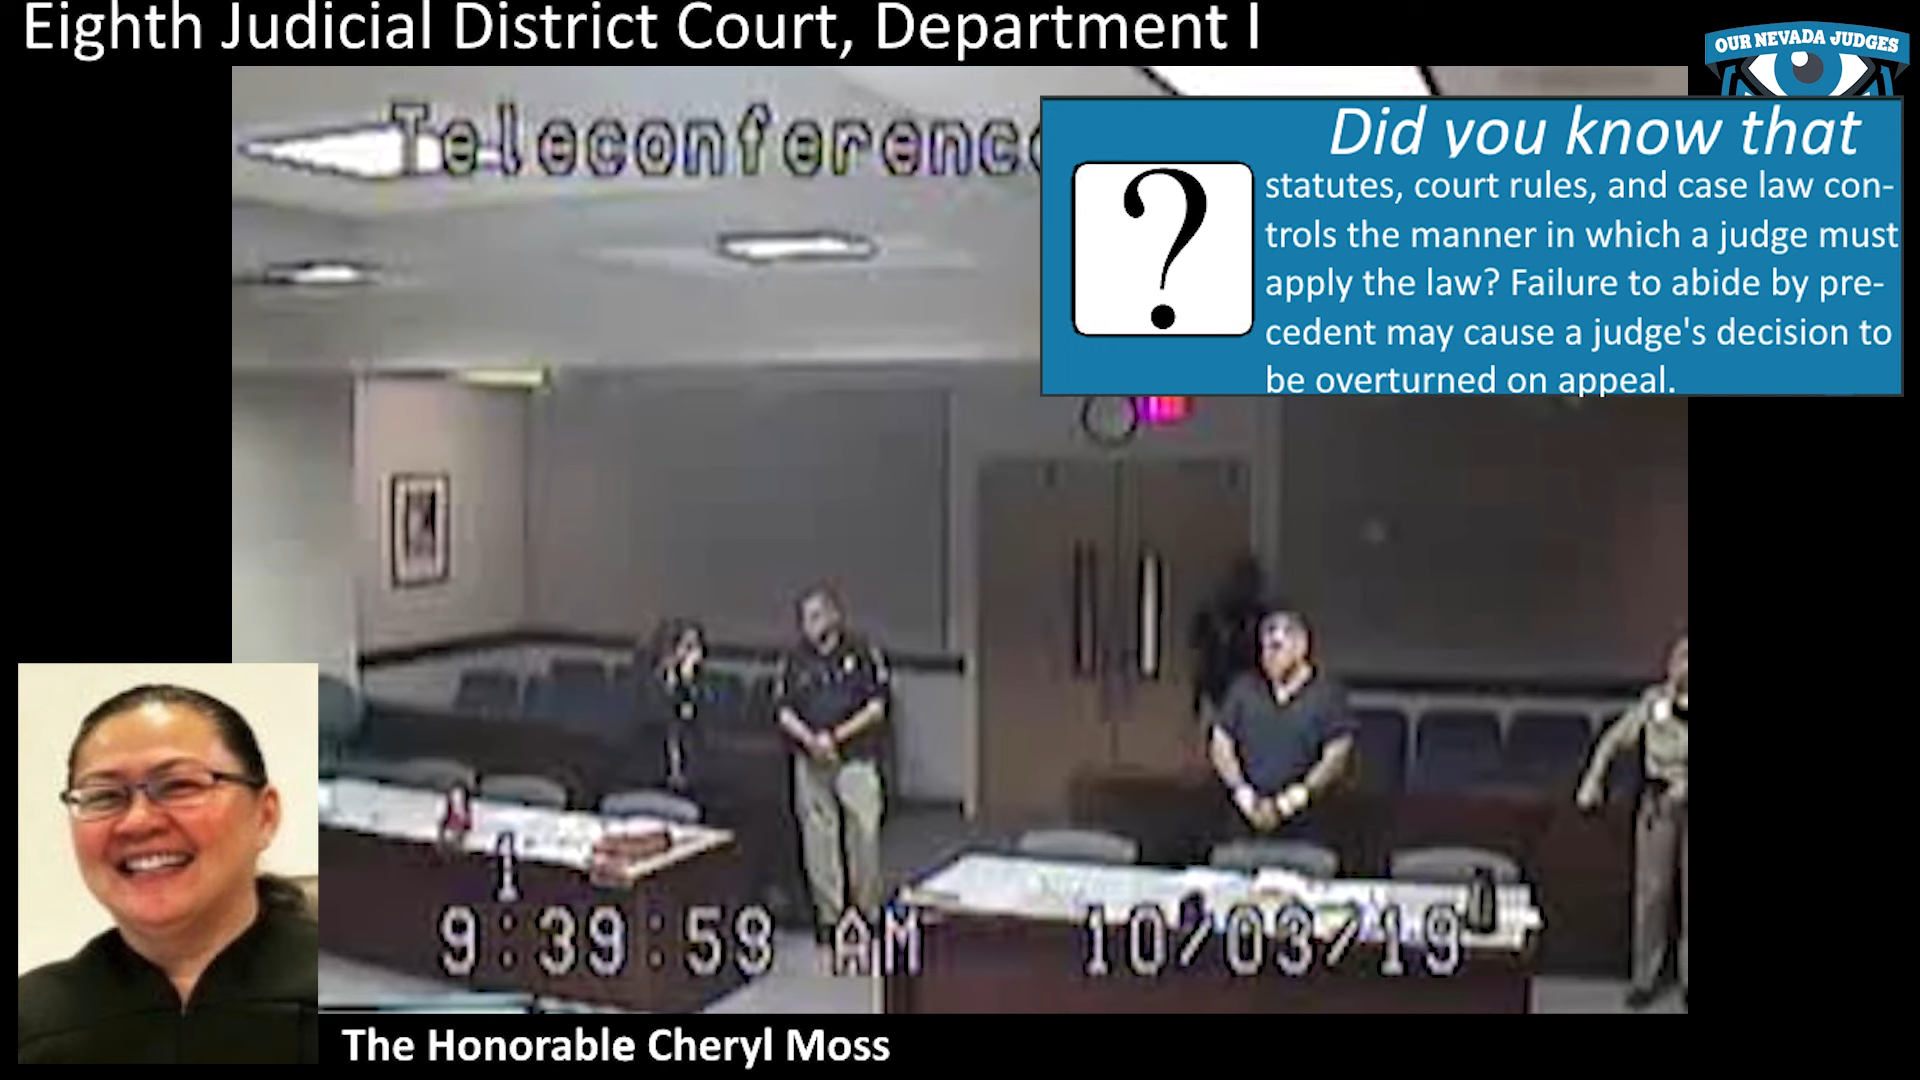 Eighth Judicial District Court, Department I
OUR NEVADA JUDGES
Teleconference
Did you know that
?
statutes, court rules, and case law con-
trols the manner in which a judge must
apply the law? Failure to abide by pre-
cedent may cause a judge's decision to
be overturned on appeal.
1
9:39:59 AM 10/03/19
The Honorable Cheryl Moss